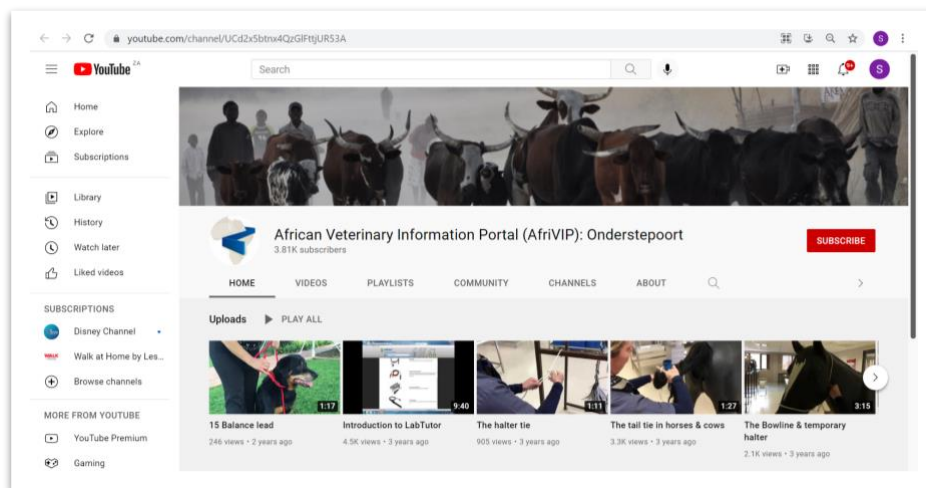 youtube.com/channel/UCd2x5btnx4QzGlFttjUR53A
S
YouTube ZA
Search
9+
S
Home
Explore
Subscriptions
Library
History
Watch later
Liked videos
SUBSCRIPTIONS
Disney Channel
Walk at Home by Les...
Browse channels
MORE FROM YOUTUBE
YouTube Premium
Gaming
African Veterinary Information Portal (AfriVIP): Onderstepoort
3.81K subscribers
SUBSCRIBE
HOME VIDEOS PLAYLISTS COMMUNITY CHANNELS ABOUT
Uploads PLAY ALL
1:17
15 Balance lead
246 views • 2 years ago
9:40
Introduction to LabTutor
4.5K views • 3 years ago
1:11
The halter tie
905 views • 3 years ago
1:27
The tail tie in horses & cows
3.3K views • 3 years ago
3:15
The Bowline & temporary
halter
2.1K views • 3 years ago